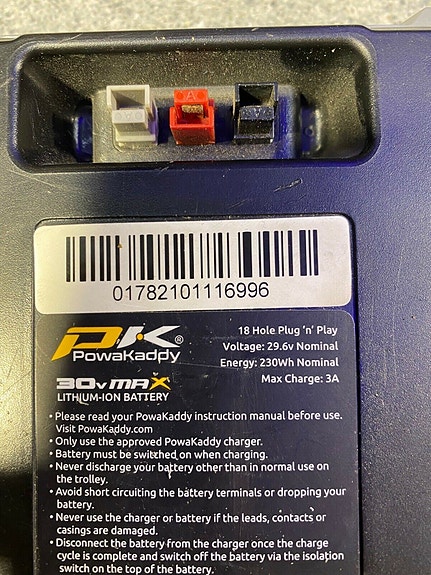 A
01782101116996
PK®
PowaKaddy
18 Hole Plug 'n' Play
Voltage: 29.6v Nominal
Energy: 230Wh Nominal
Max Charge: 3A
30v MAX
LITHIUM-ION BATTERY
• Please read your PowaKaddy instruction manual before use.
Visit PowaKaddy.com
• Only use the approved PowaKaddy charger.
• Battery must be switched on when charging.
• Never discharge your battery other than in normal use on
the trolley.
• Avoid short circuiting the battery terminals or dropping your
battery.
• Never use the charger or battery if the leads, contacts or
casings are damaged.
• Disconnect the battery from the charger once the charge
cycle is complete and switch off the battery via the isolation
switch on the top of the battery.